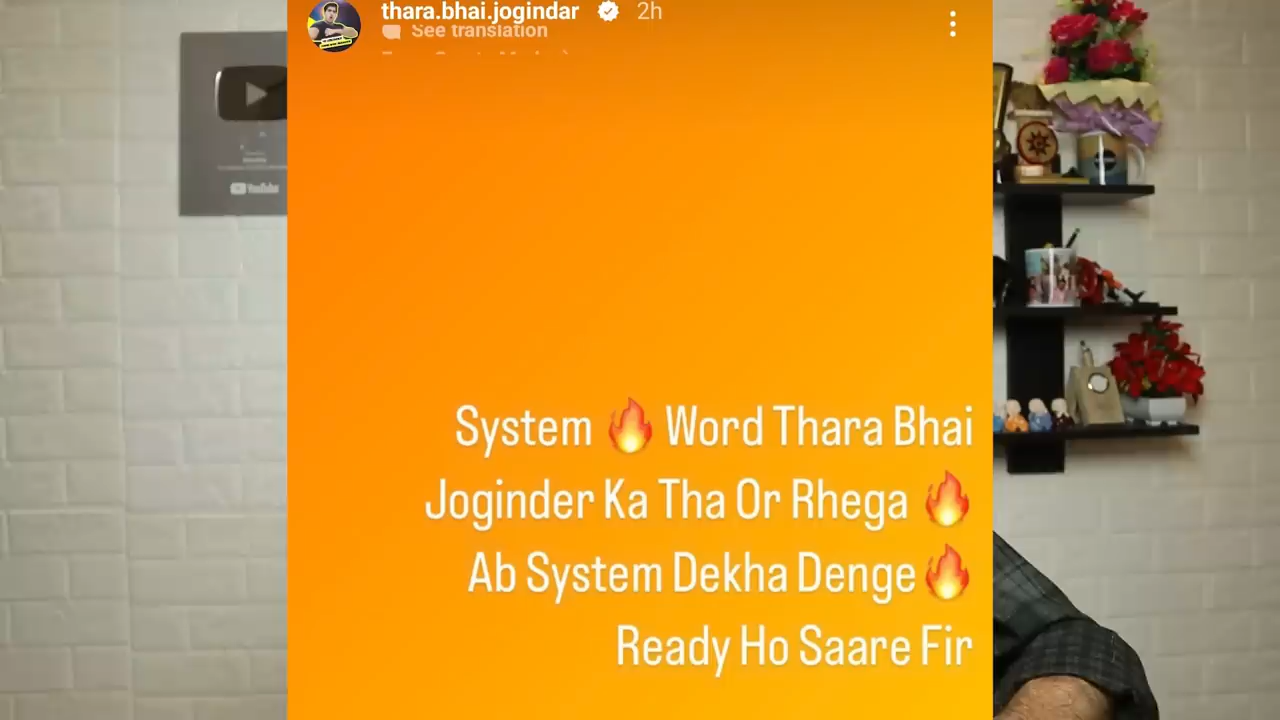 thara.bhai.jogindar 2h
See translation
YouTube
System 🔥 Word Thara Bhai
Joginder Ka Tha Or Rhega 🔥
Ab System Dekha Denge 🔥
Ready Ho Saare Fir